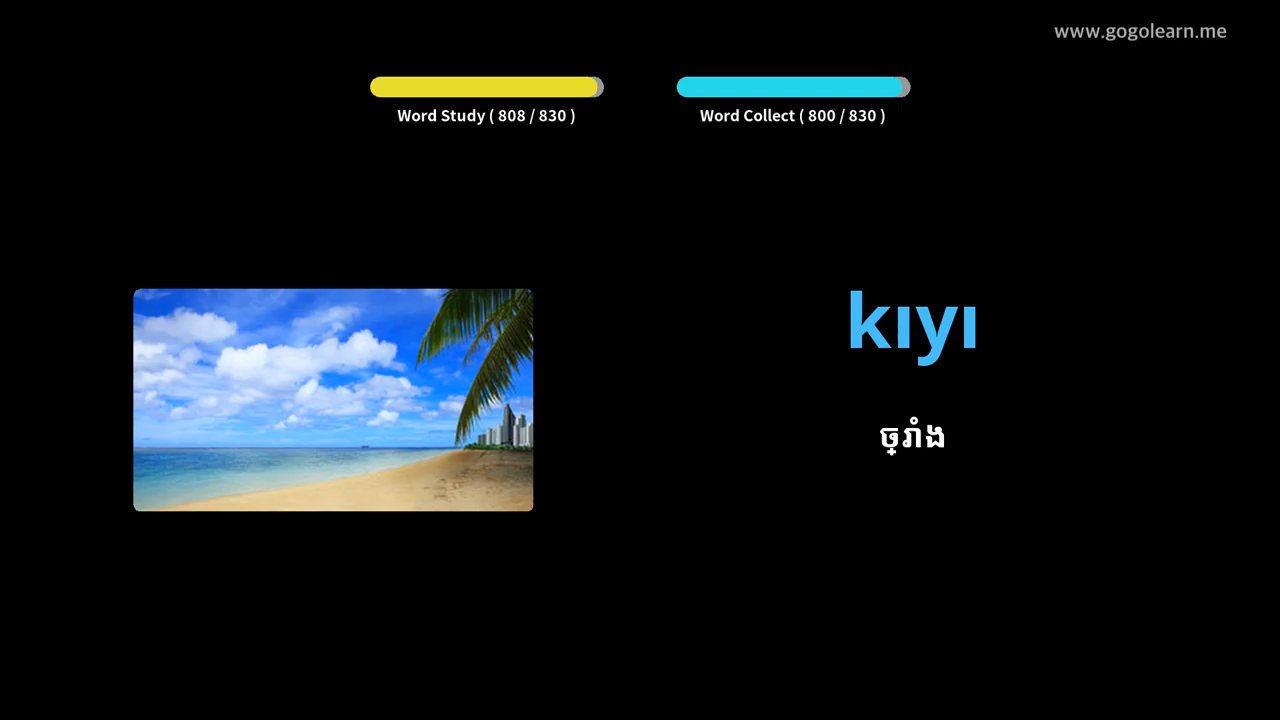 www.gogolearn.me
Word Study ( 808 / 830 )
Word Collect ( 800 / 830 )
kıyı
ច្រាំង